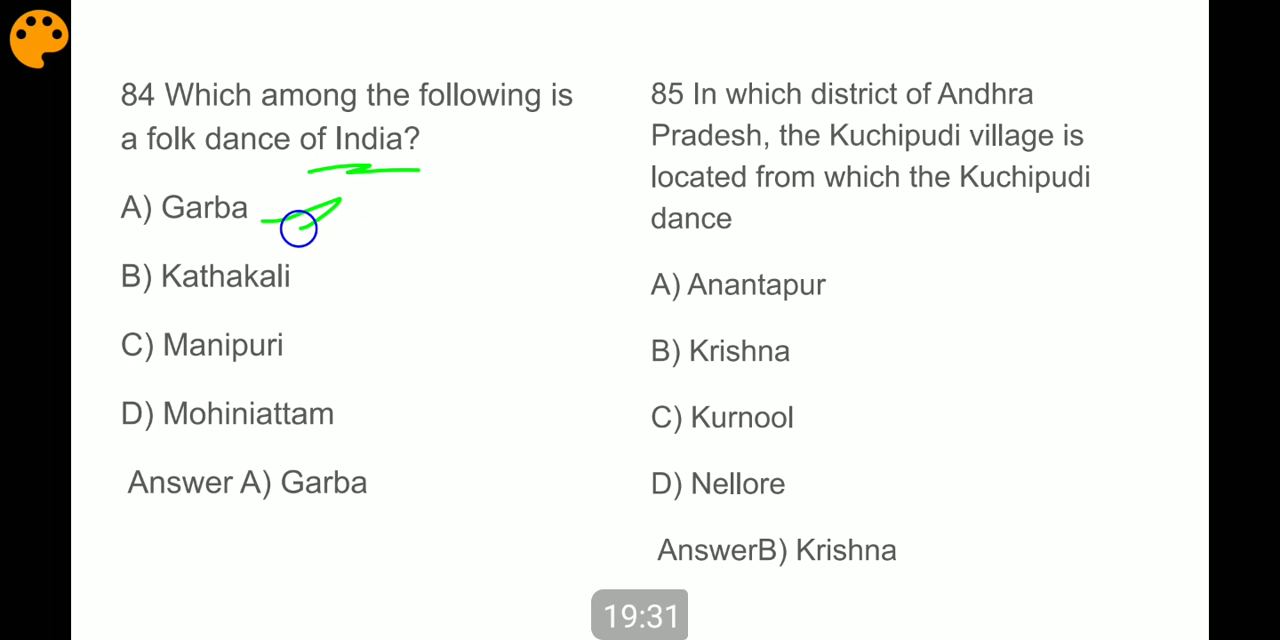 84 Which among the following is
a folk dance of India?
A) Garba
B) Kathakali
C) Manipuri
D) Mohiniattam
Answer A) Garba
85 In which district of Andhra
Pradesh, the Kuchipudi village is
located from which the Kuchipudi
dance
A) Anantapur
B) Krishna
C) Kurnool
D) Nellore
AnswerB) Krishna
19:31